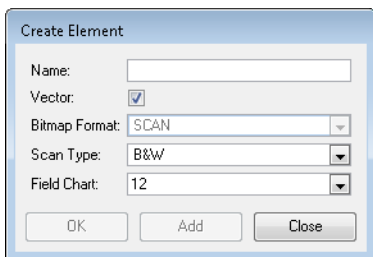 Create Element
Name:
Vector:
Bitmap Format: SCAN
Scan Type: B&W
Field Chart: 12
OK Add Close